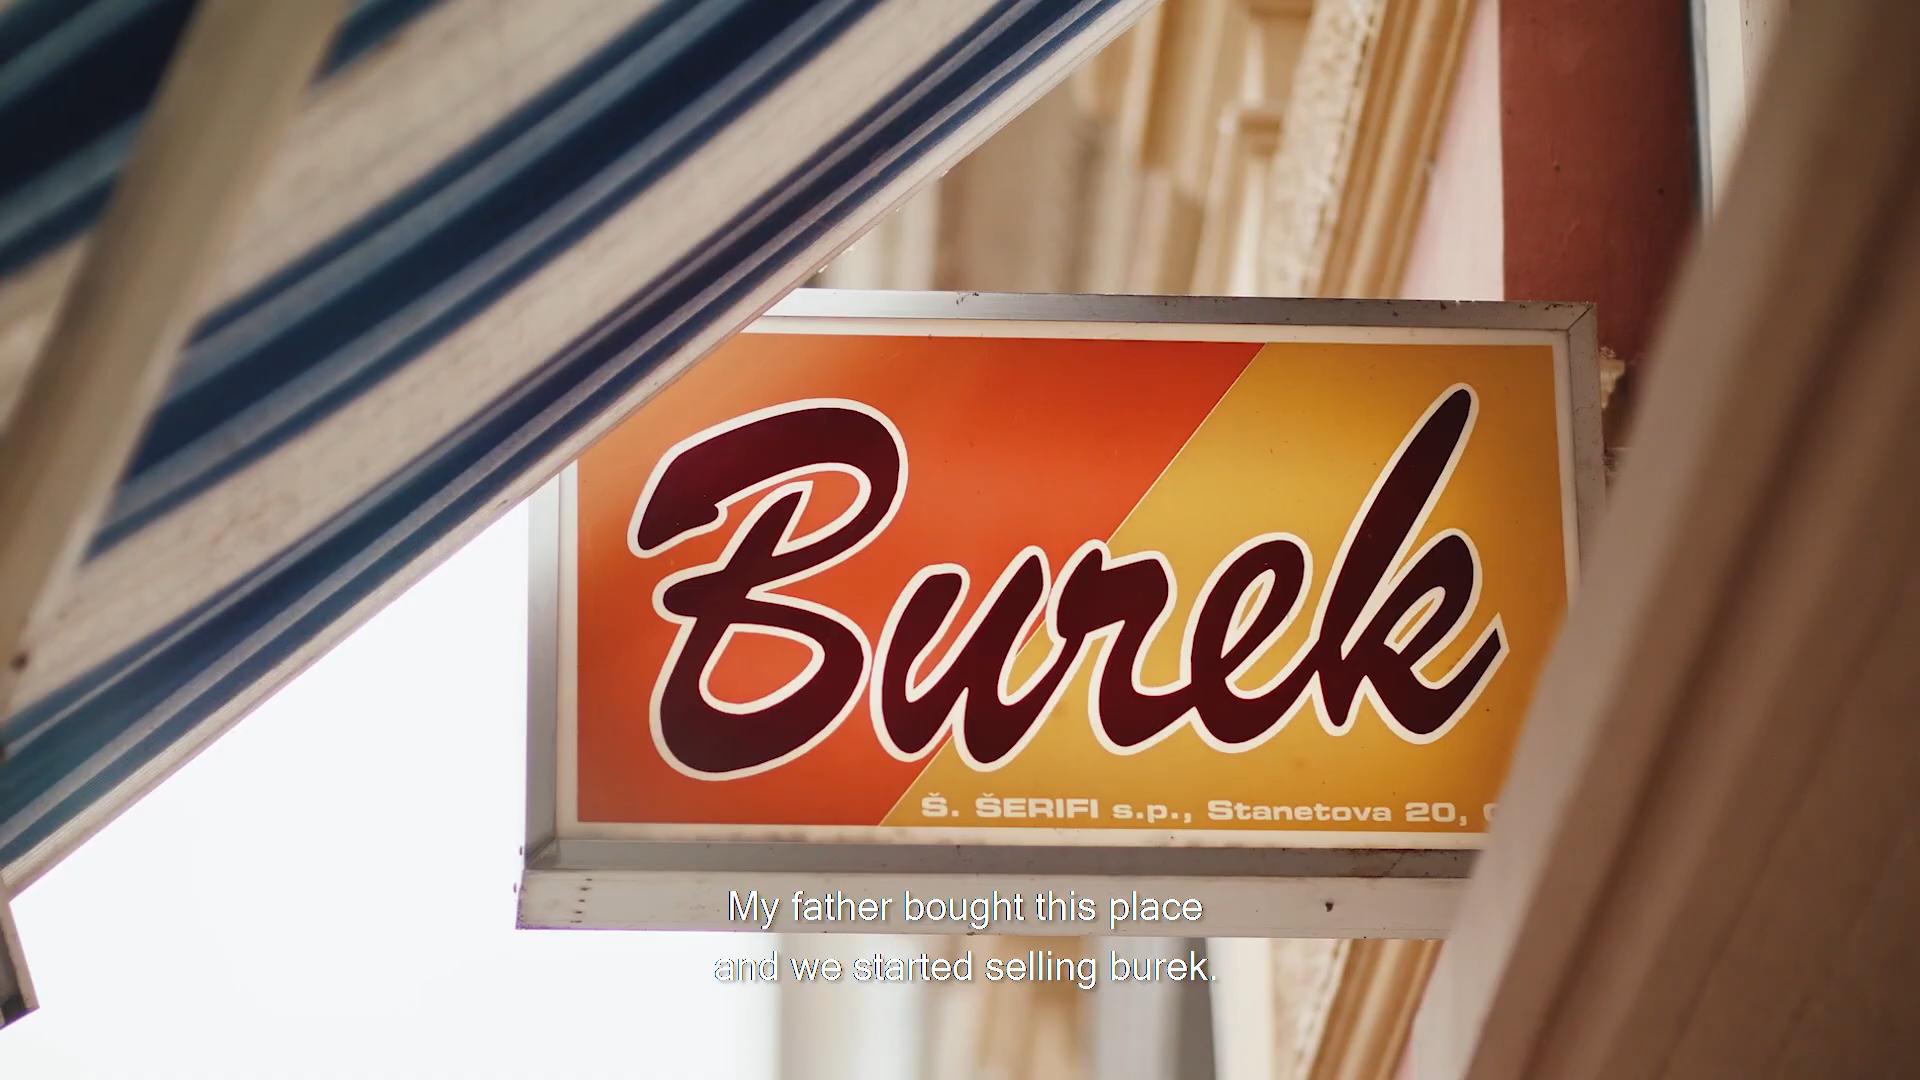 Burek
Š. ŠERIFI s.p., Stanetova 20,
My father bought this place
and we started selling burek.